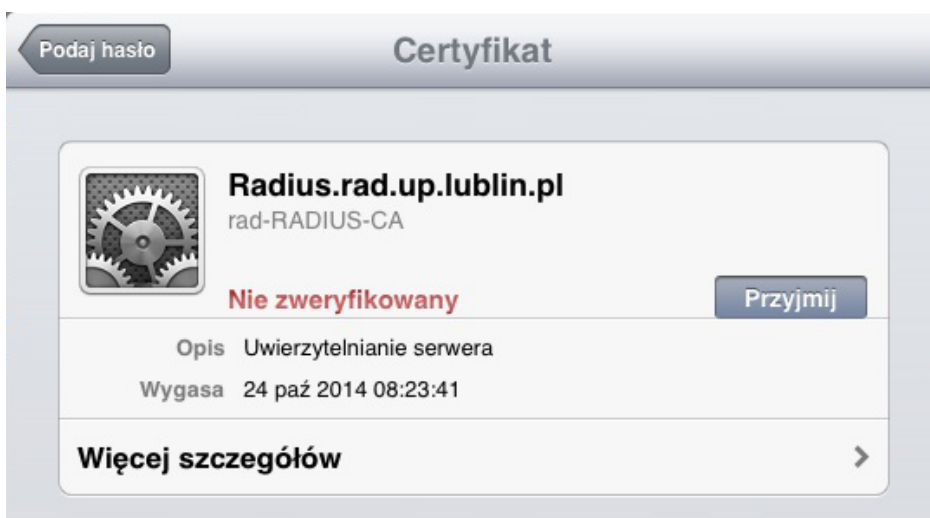 Podaj hasło
Certyfikat
Radius.rad.up.lublin.pl
rad-RADIUS-CA
Nie zweryfikowany
Przyjmij
Opis Uwierzytelnianie serwera
Wygasa 24 paź 2014 08:23:41
Więcej szczegółów